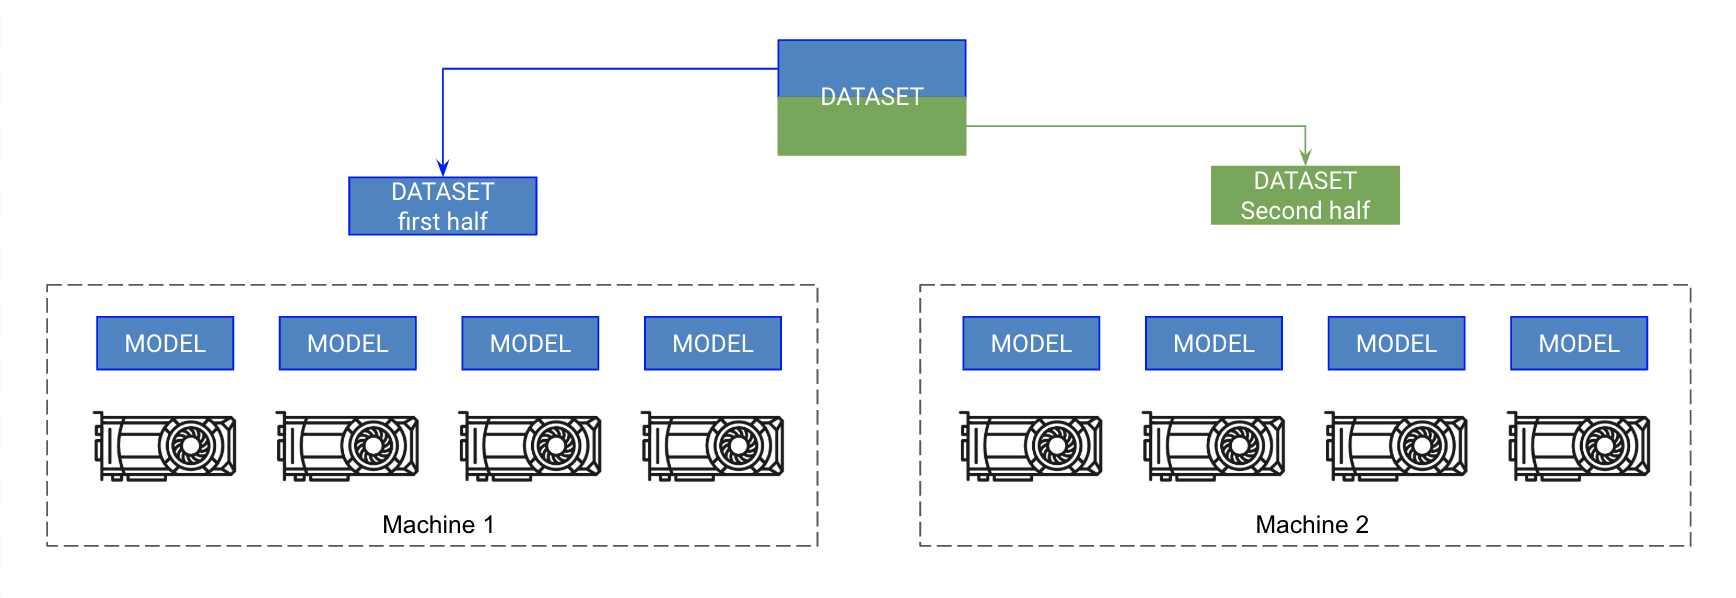 DATASET
DATASET
first half
DATASET
Second half
MODEL
MODEL
MODEL
MODEL
MODEL
MODEL
MODEL
MODEL
Machine 1
Machine 2